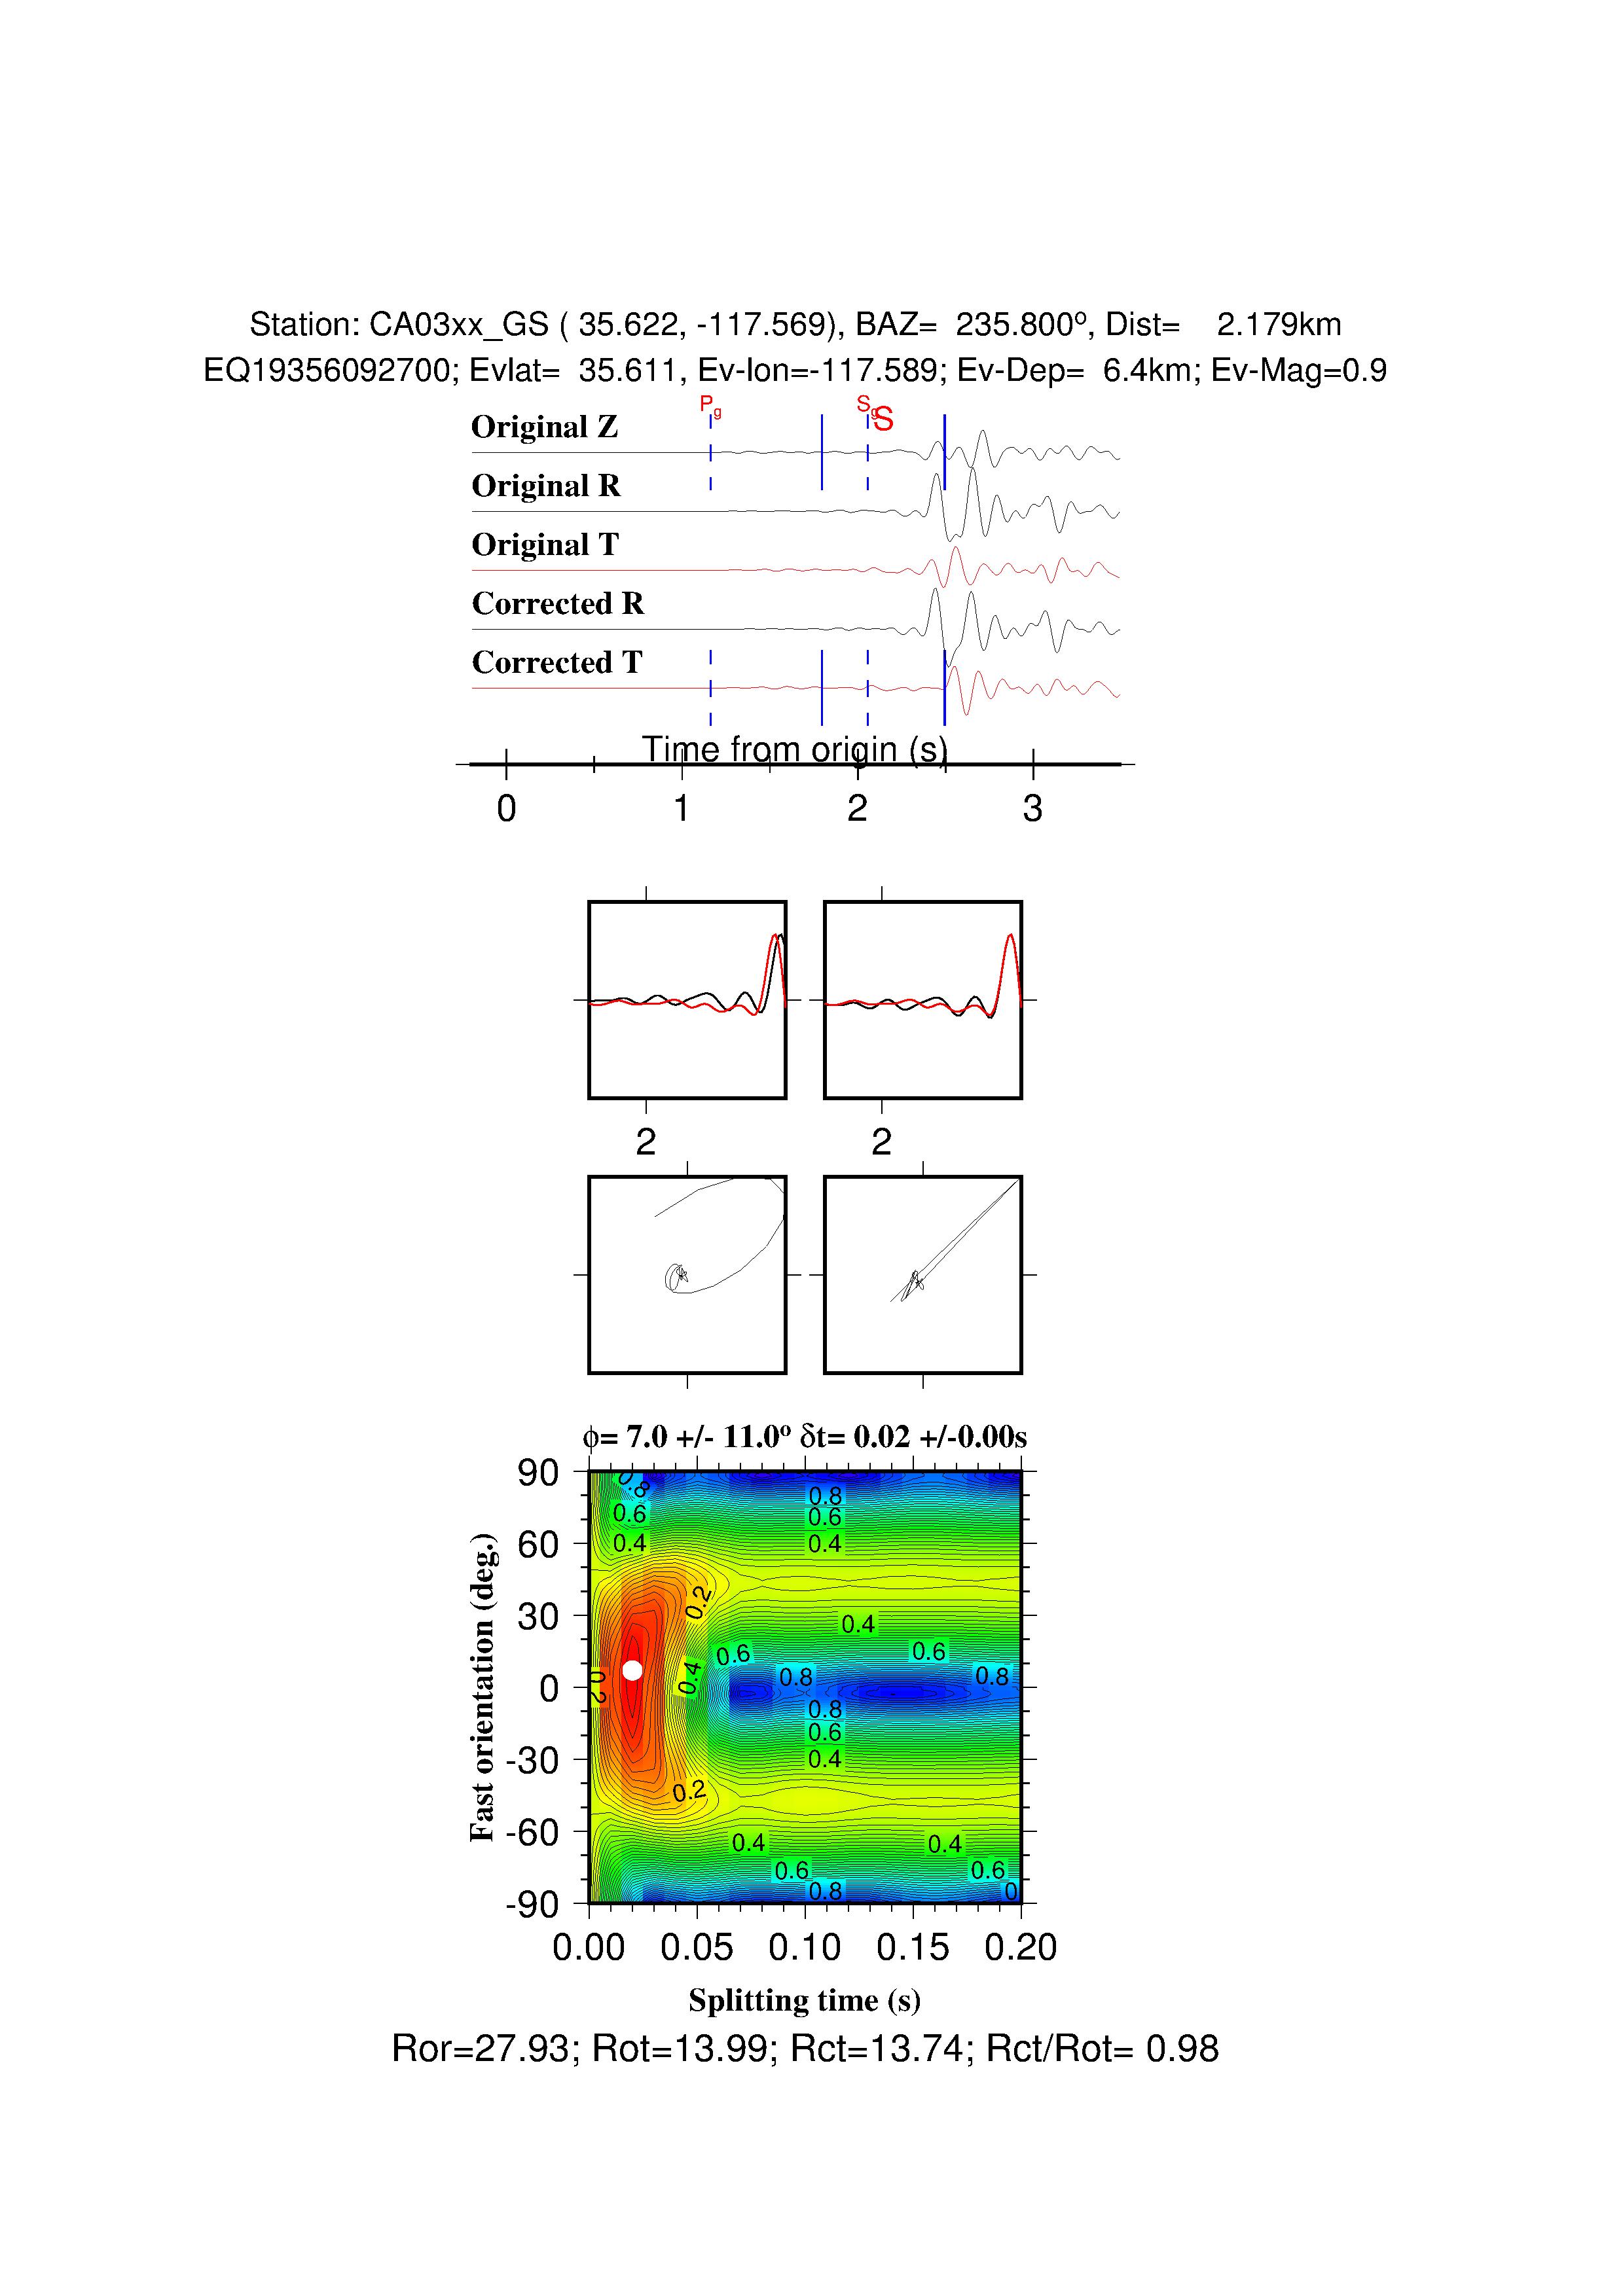 Station: CA03xx_GS ( 35.622, -117.569), BAZ= 235.800º, Dist= 2.179km
EQ19356092700; Evlat= 35.611, Ev-lon=-117.589; Ev-Dep= 6.4km; Ev-Mag=0.9
Pg Sg S
Original Z
Original R
Original T
Corrected R
Corrected T
Time from origin (s)
0 1 2 3
2 2
ϕ= 7.0 +/- 11.0º δt= 0.02 +/-0.00s
Fast orientation (deg.)
90
60
30
0
-30
-60
-90
0.8 0.8
0.6 0.6
0.4 0.4
0.2
0.4
0.6 0.6
0.2 0.4 0.8 0.8
0.8
0.6
0.4
0.2
0.4 0.4
0.6 0.6
0.8 0
0.00 0.05 0.10 0.15 0.20
Splitting time (s)
Ror=27.93; Rot=13.99; Rct=13.74; Rct/Rot= 0.98